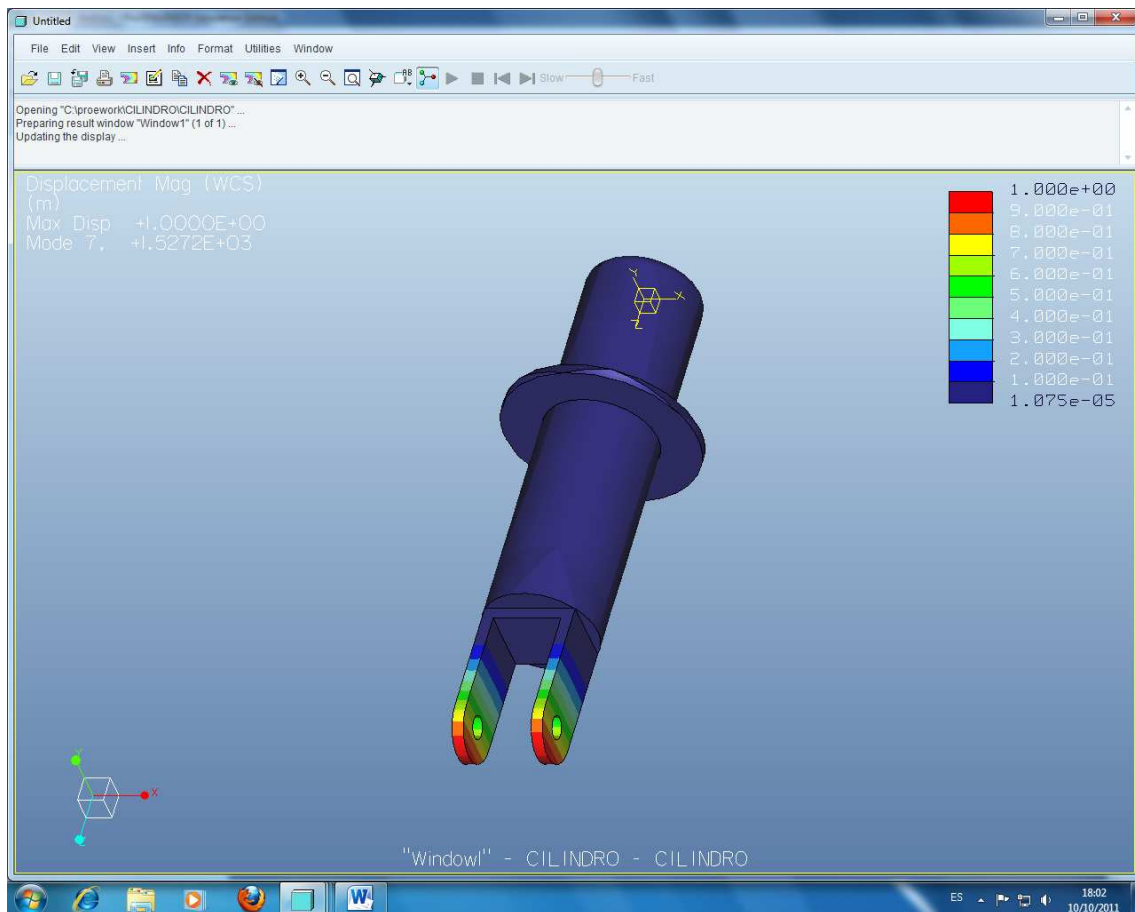 Untitled
File Edit View Insert Info Format Utilities Window
Slow Fast
Opening "C:\proework\CILINDRO\CILINDRO" ...
Preparing result window "Window1" (1 of 1) ...
Updating the display ...
Displacement Mag (WCS)
(m)
Max Disp +1.0000E+00
Mode 7, +1.5272E+03
1.000e+00
9.000e-01
8.000e-01
7.000e-01
6.000e-01
5.000e-01
4.000e-01
3.000e-01
2.000e-01
1.000e-01
1.075e-05
Y
X
Z
Y
X
Z
"Window1" - CILINDRO - CILINDRO
ES
18:02
10/10/2011